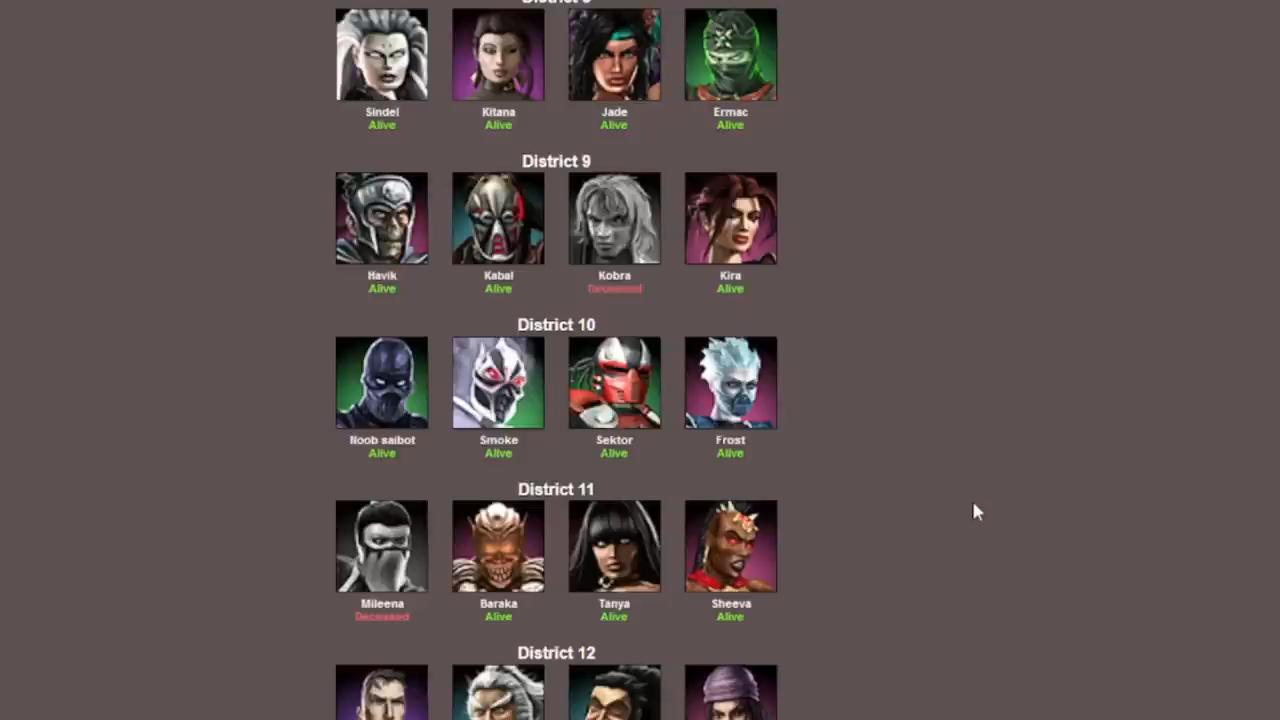 Sindel Kitana Jade Ermac
Alive Alive Alive Alive
District 9
Havik Kabal Kobra Kira
Alive Alive Deceased Alive
District 10
Noob saibot Smoke Sektor Frost
Alive Alive Alive Alive
District 11
Mileena Baraka Tanya Sheeva
Deceased Alive Alive Alive
District 12